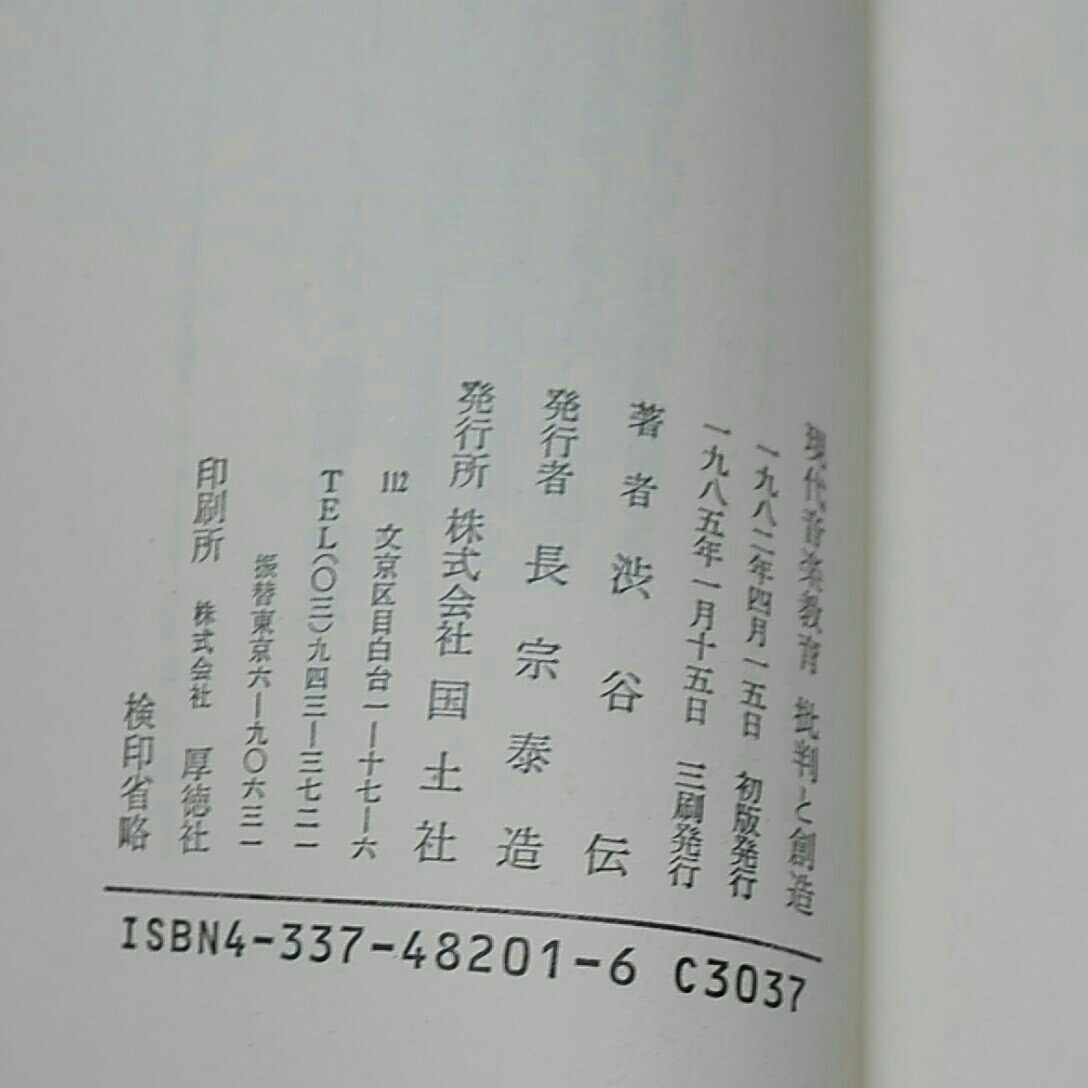 現代音楽教育 批判と創造
一九八二年四月一五日 初版発行
一九八五年一月十五日 三刷発行
著者 渋谷伝
発行者 長宗泰造
発行所 株式会社 国土社
112 文京区目白台一ー十七ー六
TEL(〇三)九四三ー三七二一
振替東京六ー九〇六三一
印刷所 株式会社 厚徳社
検印省略
ISBN4-337-48201-6 C3037